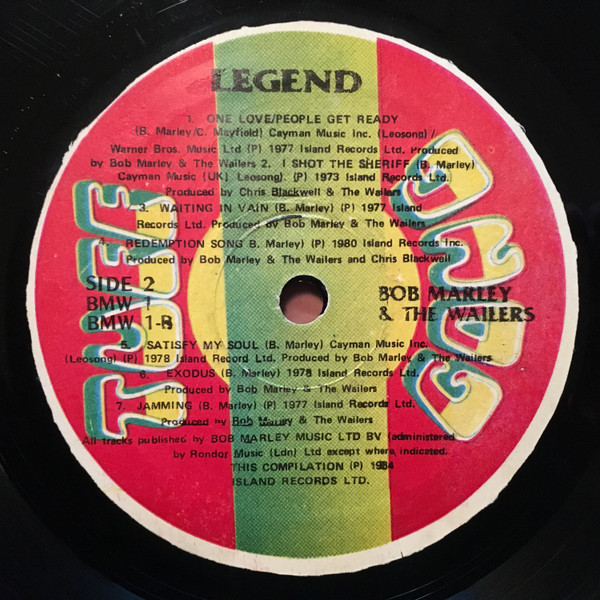 LEGEND
1. ONE LOVE/PEOPLE GET READY
(B. Marley/C. Mayfield) Cayman Music Inc. (Leosong) /
Warner Bros. Music Ltd (P) 1977 Island Records Ltd. Produced
by Bob Marley & The Wailers 2. I SHOT THE SHERIFF (B. Marley)
Cayman Music (UK) Leosong) (P) 1973 Island Records Ltd.
Produced by Chris Blackwell & The Wailers
3. WAITING IN VAIN (B. Marley) (P) 1977 Island
Records Ltd. Produced by Bob Marley & The Wailers
4. REDEMPTION SONG B. Marley) (P) 1980 Island Records Inc.
Produced by Bob Marley & The Wailers and Chris Blackwell
SIDE 2
BMW 1
BMW 1-B
BOB MARLEY
& THE WAILERS
5. SATISFY MY SOUL (B. Marley) Cayman Music Inc.
(Leosong) (P) 1978 Island Record Ltd. Produced by Bob Marley & The Wailers
6. EXODUS (B. Marley) 1978 Island Records Ltd.
Produced by Bob Marley & The Wailers
7. JAMMING (B. Marley) (P) 1977 Island Records Ltd.
Produced by Bob Marley & The Wailers
All tracks published by BOB MARLEY MUSIC LTD BV (administered
by Rondor Music (Ldn) Ltd except where indicated.
THIS COMPILATION (P) 1984
ISLAND RECORDS LTD.
TUFF
GONG